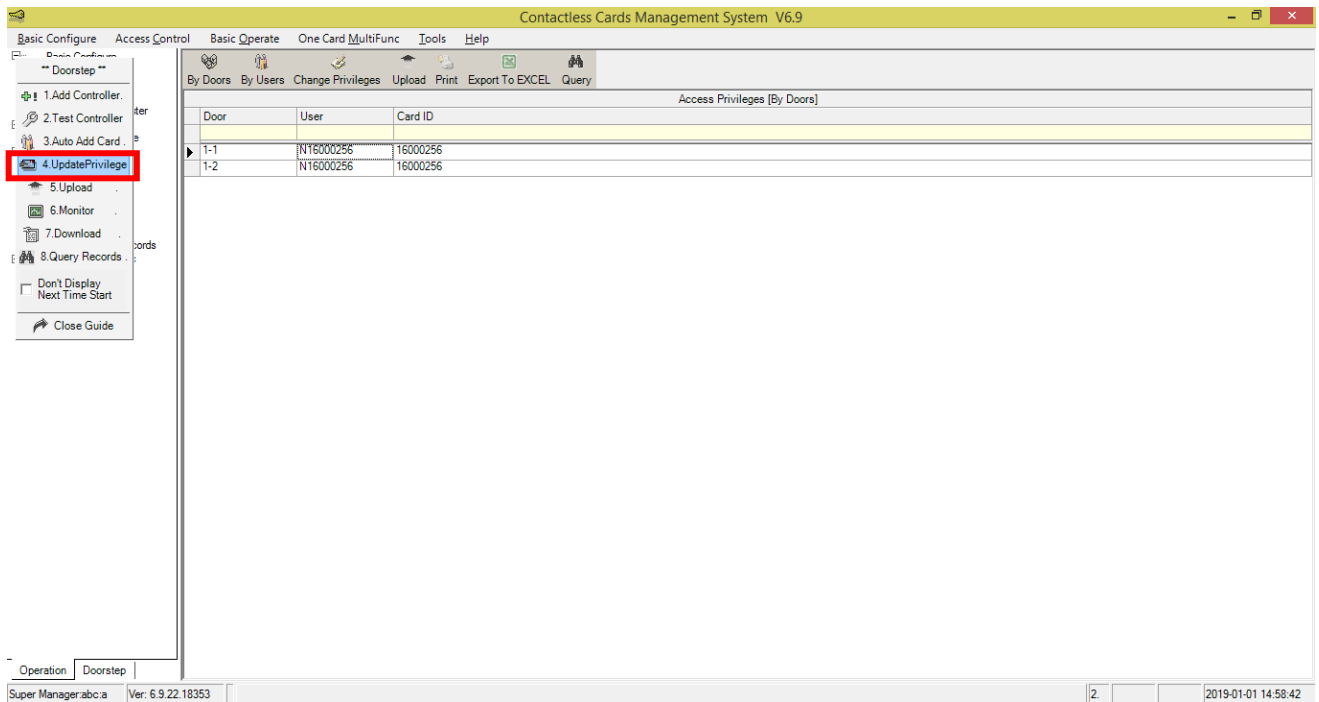 Contactless Cards Management System V6.9
Basic Configure Access Control Basic Operate One Card MultiFunc Tools Help
** Doorstep **
1.Add Controller.
2.Test Controller
3.Auto Add Card .
4.UpdatePrivilege
5.Upload .
6.Monitor .
7.Download .
8.Query Records .
Don't Display
Next Time Start
Close Guide
By Doors By Users Change Privileges Upload Print Export To EXCEL Query
Access Privileges [By Doors]
Door User Card ID
1-1 N16000256 16000256
1-2 N16000256 16000256
Operation Doorstep
Super Manager:abc:a Ver: 6.9.22.18353 2. 2019-01-01 14:58:42